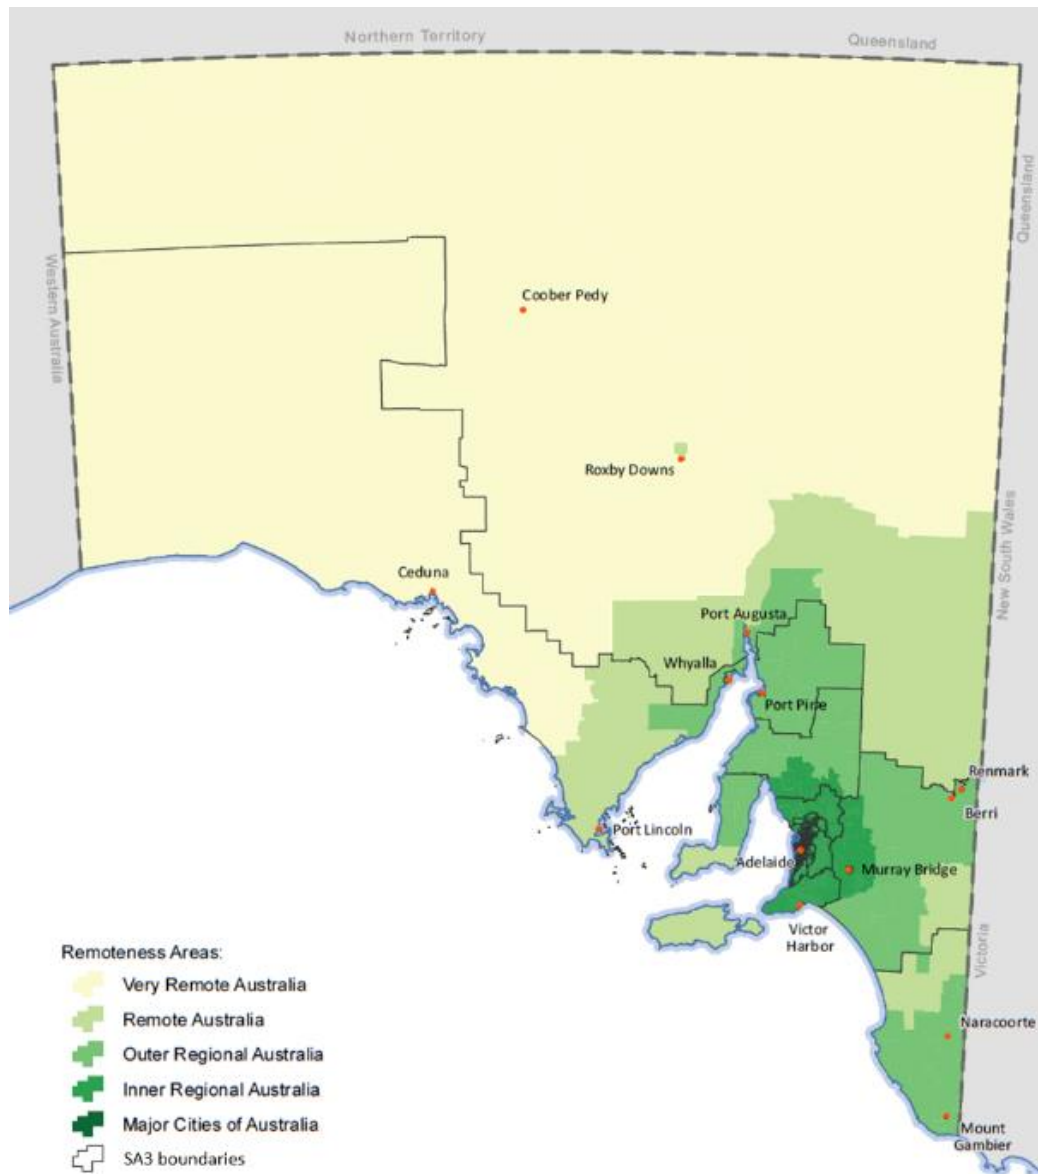 Northern Territory
Queensland
Queensland
Western Australia
Coober Pedy
Roxby Downs
New South Wales
Ceduna
Port Augusta
Whyalla
Port Pirie
Renmark
Berri
Port Lincoln
Adelaide
Murray Bridge
Victor
Harbor
Victoria
Remoteness Areas:
Very Remote Australia
Remote Australia
Naracoorte
Outer Regional Australia
Inner Regional Australia
Major Cities of Australia
Mount
Gambier
SA3 boundaries